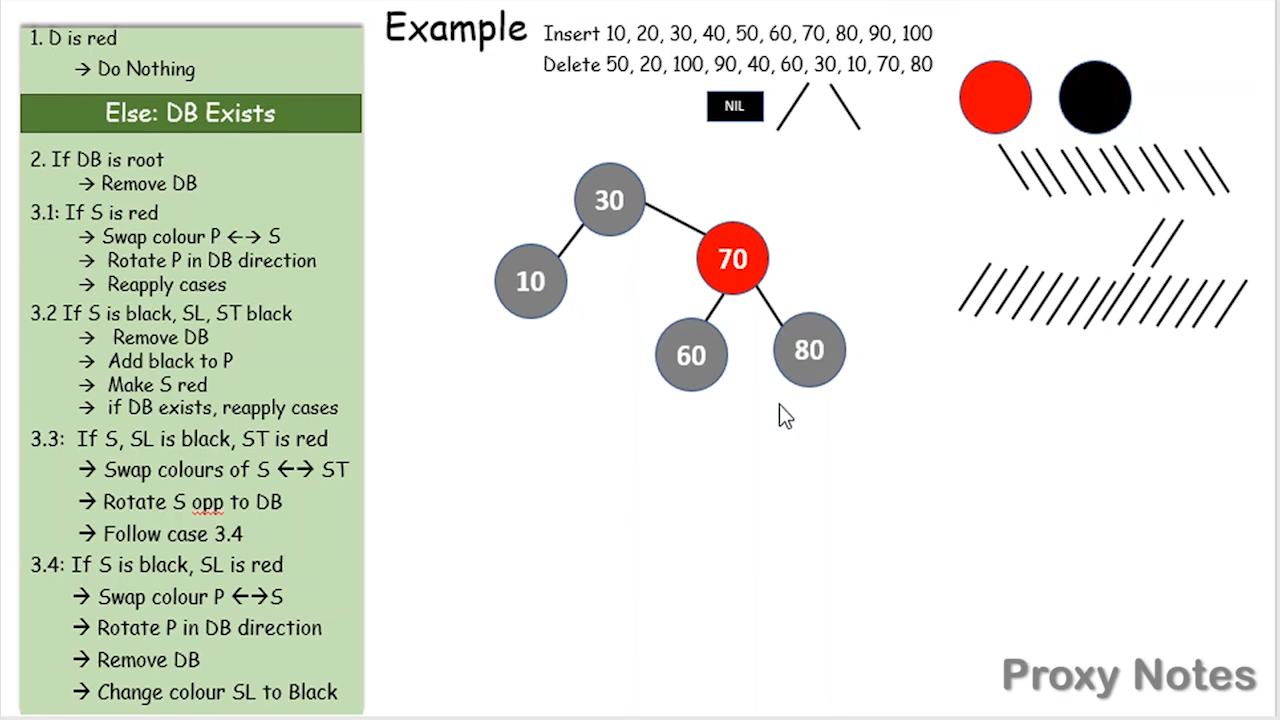 1. D is red
→ Do Nothing
Else: DB Exists
2. If DB is root
→ Remove DB
3.1: If S is red
→ Swap colour P ←→ S
→ Rotate P in DB direction
→ Reapply cases
3.2 If S is black, SL, ST black
→ Remove DB
→ Add black to P
→ Make S red
→ if DB exists, reapply cases
3.3: If S, SL is black, ST is red
→ Swap colours of S ←→ ST
→ Rotate S opp to DB
→ Follow case 3.4
3.4: If S is black, SL is red
→ Swap colour P ←→S
→ Rotate P in DB direction
→ Remove DB
→ Change colour SL to Black
Example
Insert 10, 20, 30, 40, 50, 60, 70, 80, 90, 100
Delete 50, 20, 100, 90, 40, 60, 30, 10, 70, 80
NIL
30
70
10
60
80
Proxy Notes